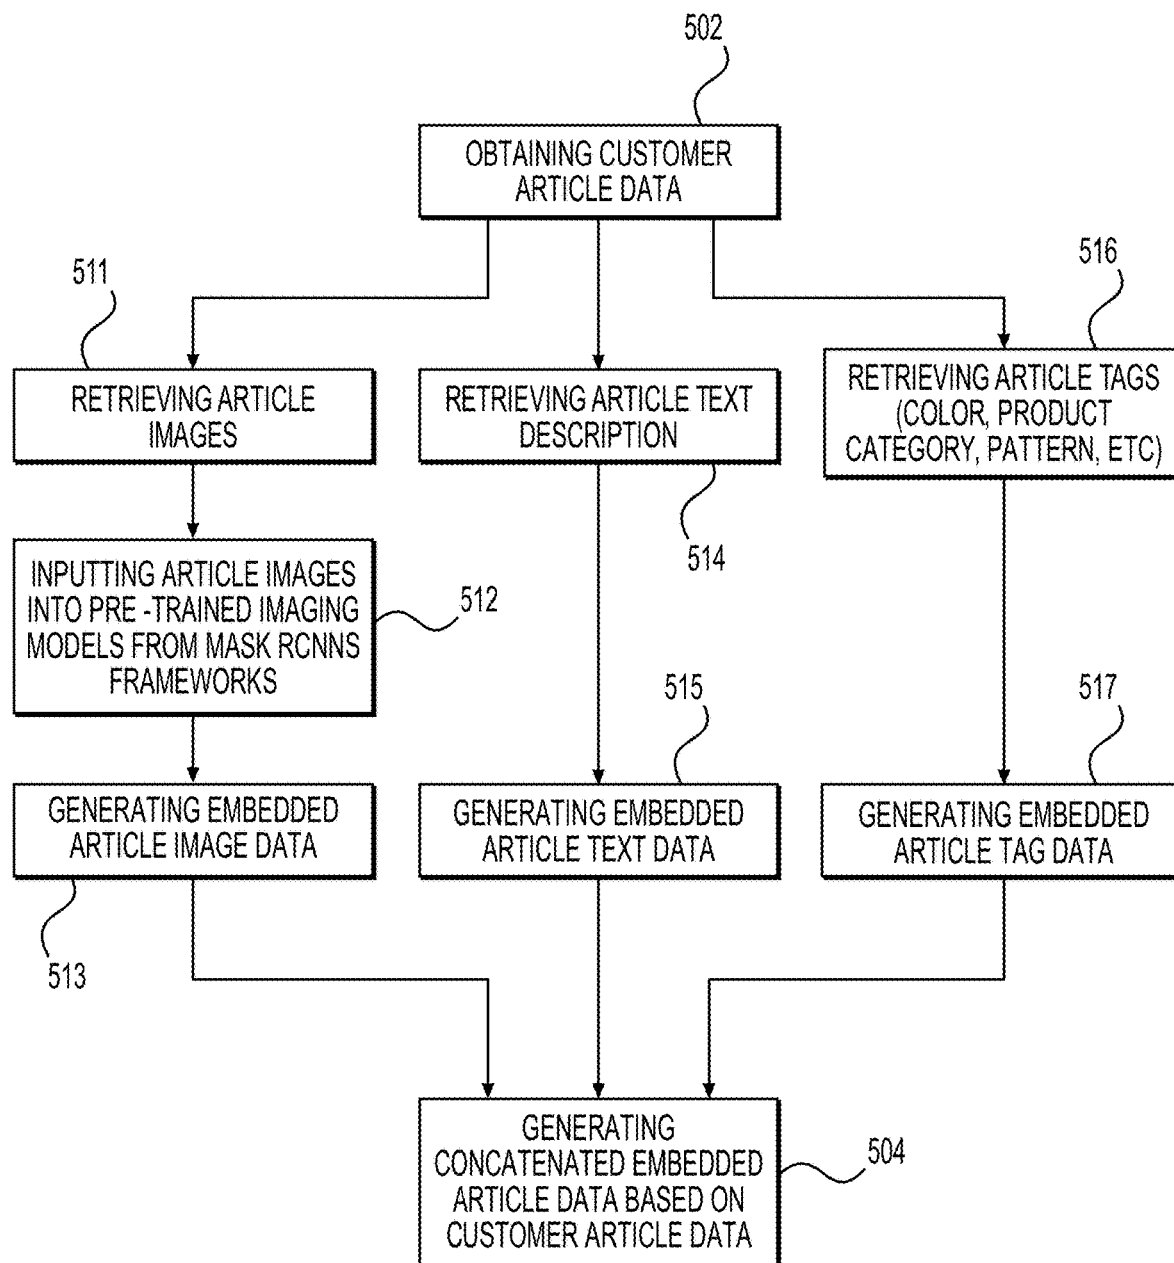 502
OBTAINING CUSTOMER
ARTICLE DATA
511
516
RETRIEVING ARTICLE
IMAGES
RETRIEVING ARTICLE TEXT
DESCRIPTION
RETRIEVING ARTICLE TAGS
(COLOR, PRODUCT
CATEGORY, PATTERN, ETC)
514
INPUTTING ARTICLE IMAGES
INTO PRE -TRAINED IMAGING
MODELS FROM MASK RCNNS
FRAMEWORKS
512
515
517
GENERATING EMBEDDED
ARTICLE IMAGE DATA
GENERATING EMBEDDED
ARTICLE TEXT DATA
GENERATING EMBEDDED
ARTICLE TAG DATA
513
GENERATING
CONCATENATED EMBEDDED
ARTICLE DATA BASED ON
CUSTOMER ARTICLE DATA
504